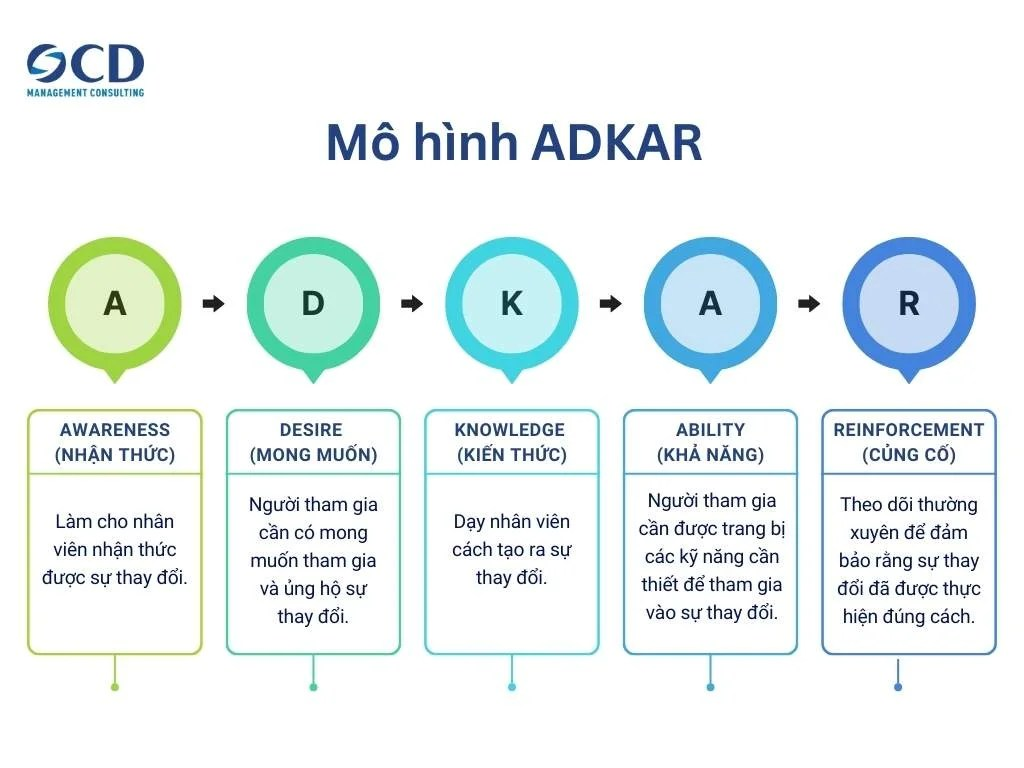 OCD
MANAGEMENT CONSULTING
Mô hình ADKAR
A
D
K
A
R
AWARENESS
(NHẬN THỨC)
Làm cho nhân
viên nhận thức
được sự thay đổi.
DESIRE
(MONG MUỐN)
Người tham gia
cần có mong
muốn tham gia
và ủng hộ sự
thay đổi.
KNOWLEDGE
(KIẾN THỨC)
Dạy nhân viên
cách tạo ra sự
thay đổi.
ABILITY
(KHẢ NĂNG)
Người tham gia
cần được trang bị
các kỹ năng cần
thiết để tham gia
vào sự thay đổi.
REINFORCEMENT
(CỦNG CỐ)
Theo dõi thường
xuyên để đảm
bảo rằng sự thay
đổi đã được thực
hiện đúng cách.